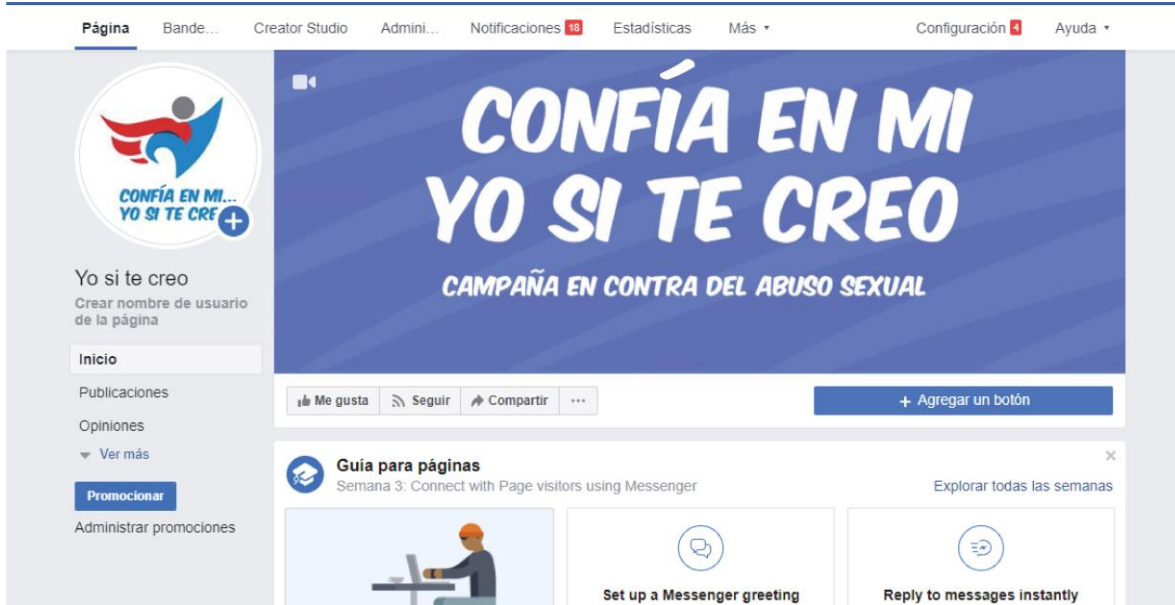 Página Bande... Creator Studio Admini... Notificaciones 18 Estadísticas Más Configuración 4 Ayuda
CONFÍA EN MI...
YO SI TE CRE
Yo si te creo
Crear nombre de usuario
de la página
Inicio
Publicaciones
Opiniones
Ver más
Promocionar
Administrar promociones
CONFÍA EN MI
YO SI TE CREO
CAMPAÑA EN CONTRA DEL ABUSO SEXUAL
Me gusta Seguir Compartir ...
+ Agregar un botón
Guía para páginas
Semana 3: Connect with Page visitors using Messenger
Explorar todas las semanas
Set up a Messenger greeting
Reply to messages instantly